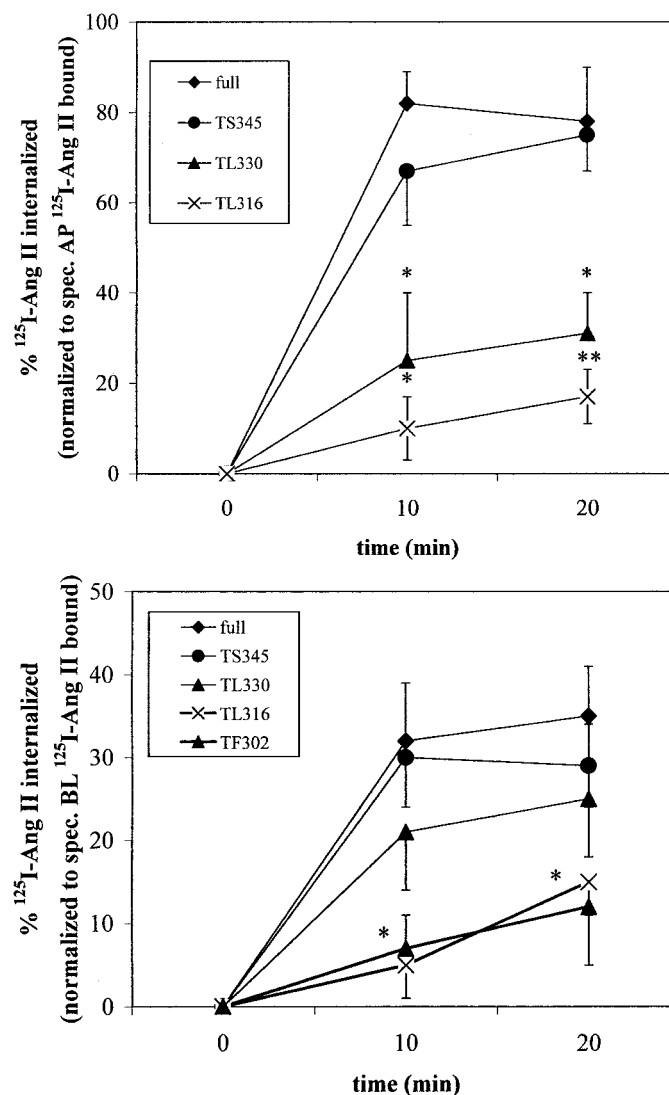 % ¹²⁵I-Ang II internalized
(normalized to spec. AP ¹²⁵I-Ang II bound)
100
80
60
40
20
0
full
TS345
TL330
TL316
*
*
*
**
0 10 20
time (min)
% ¹²⁵I-Ang II internalized
(normalized to spec. BL ¹²⁵I-Ang II bound)
50
40
30
20
10
0
full
TS345
TL330
TL316
TF302
*
*
0 10 20
time (min)